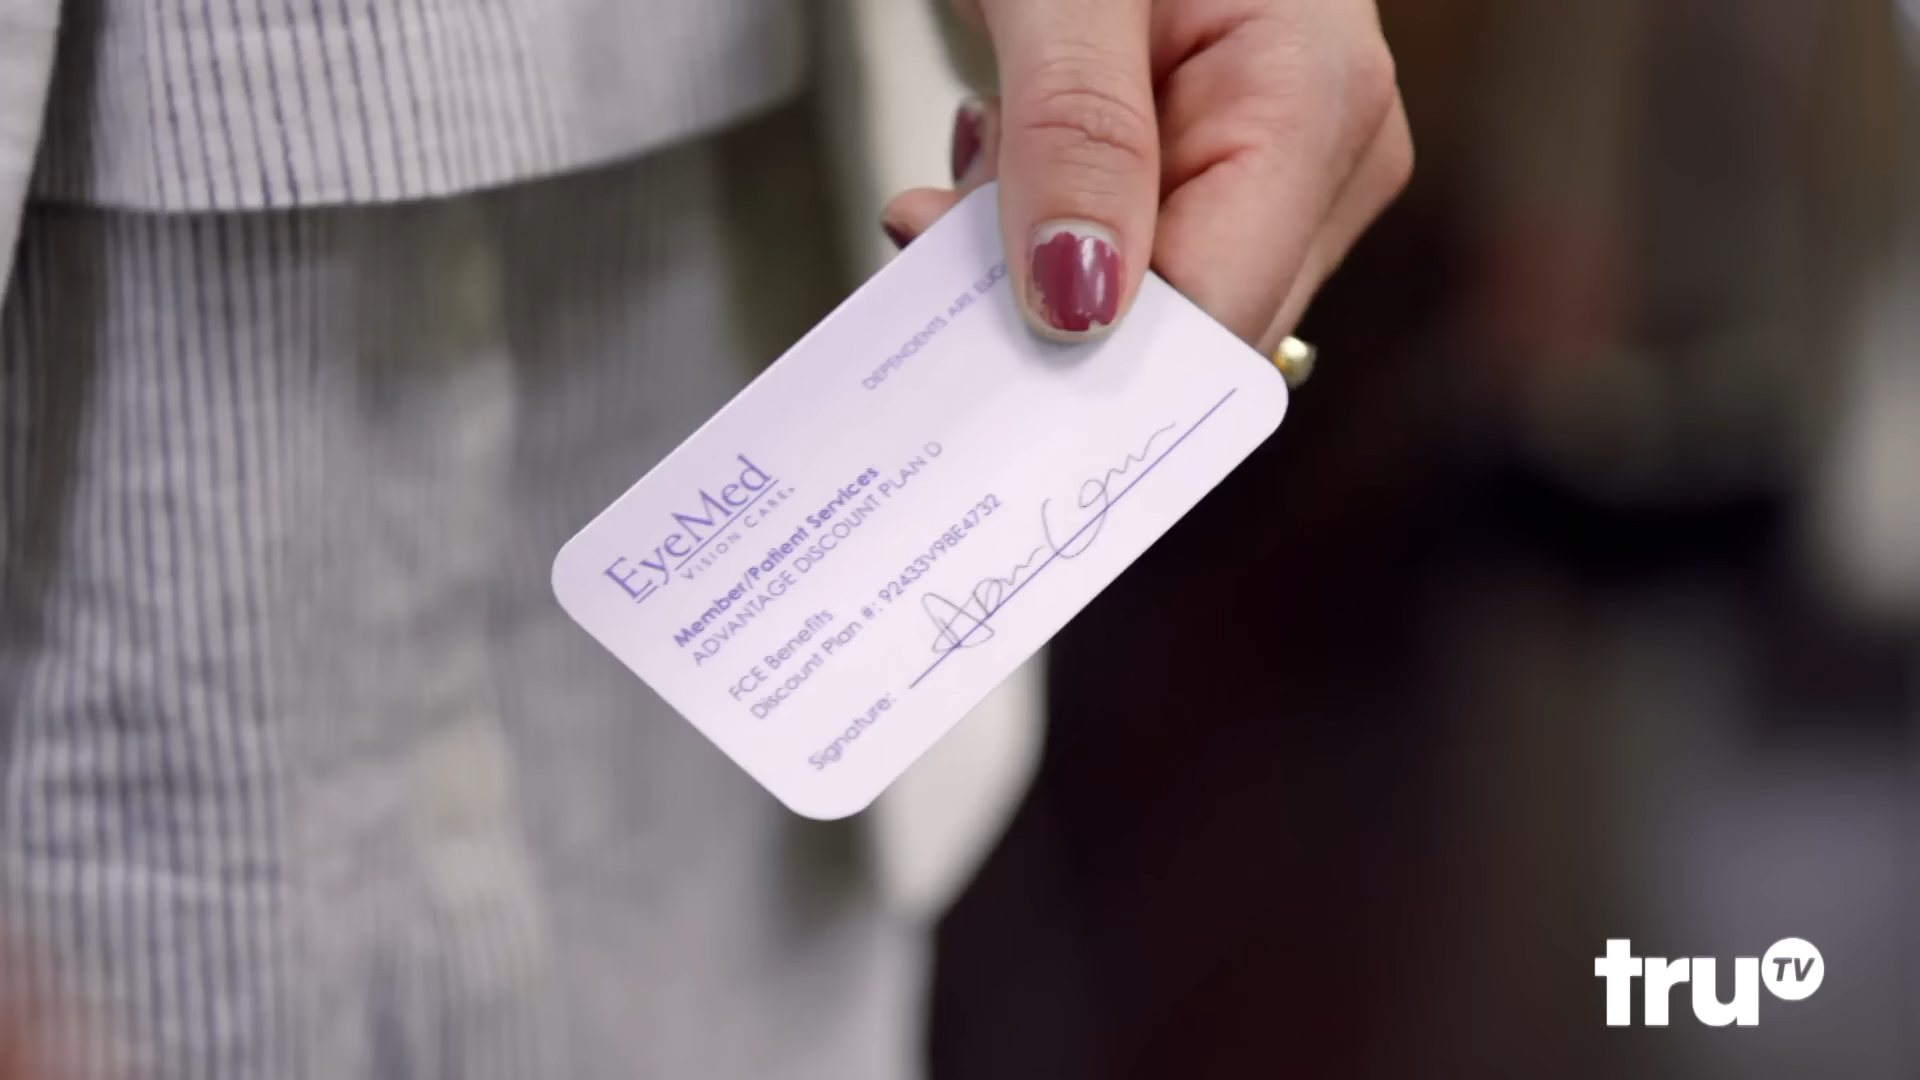 DEPENDENTS ARE
EyeMed
VISION CARE.
Member/Patient Services
ADVANTAGE DISCOUNT PLAN D
FCE Benefits
Discount Plan #: 92433V98E4732
Signature:
truTV